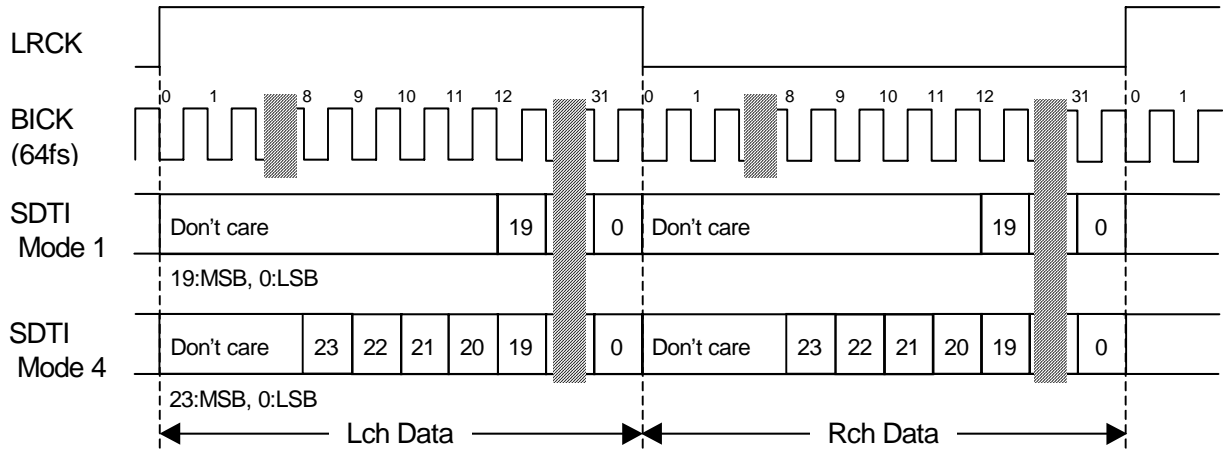 LRCK
0 1 8 9 10 11 12 31 0 1 8 9 10 11 12 31 0 1
BICK
(64fs)
SDTI
Mode 1
Don't care 19 0 Don't care 19 0
19:MSB, 0:LSB
SDTI
Mode 4
Don't care 23 22 21 20 19 0 Don't care 23 22 21 20 19 0
23:MSB, 0:LSB
Lch Data Rch Data